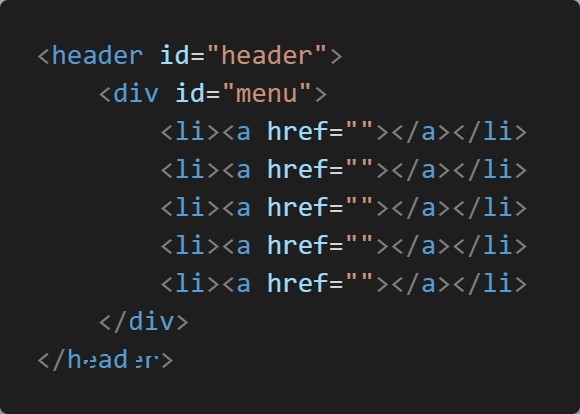 <header id="header">
<div id="menu">
<li><a href=""></a></li>
<li><a href=""></a></li>
<li><a href=""></a></li>
<li><a href=""></a></li>
<li><a href=""></a></li>
</div>
</header>